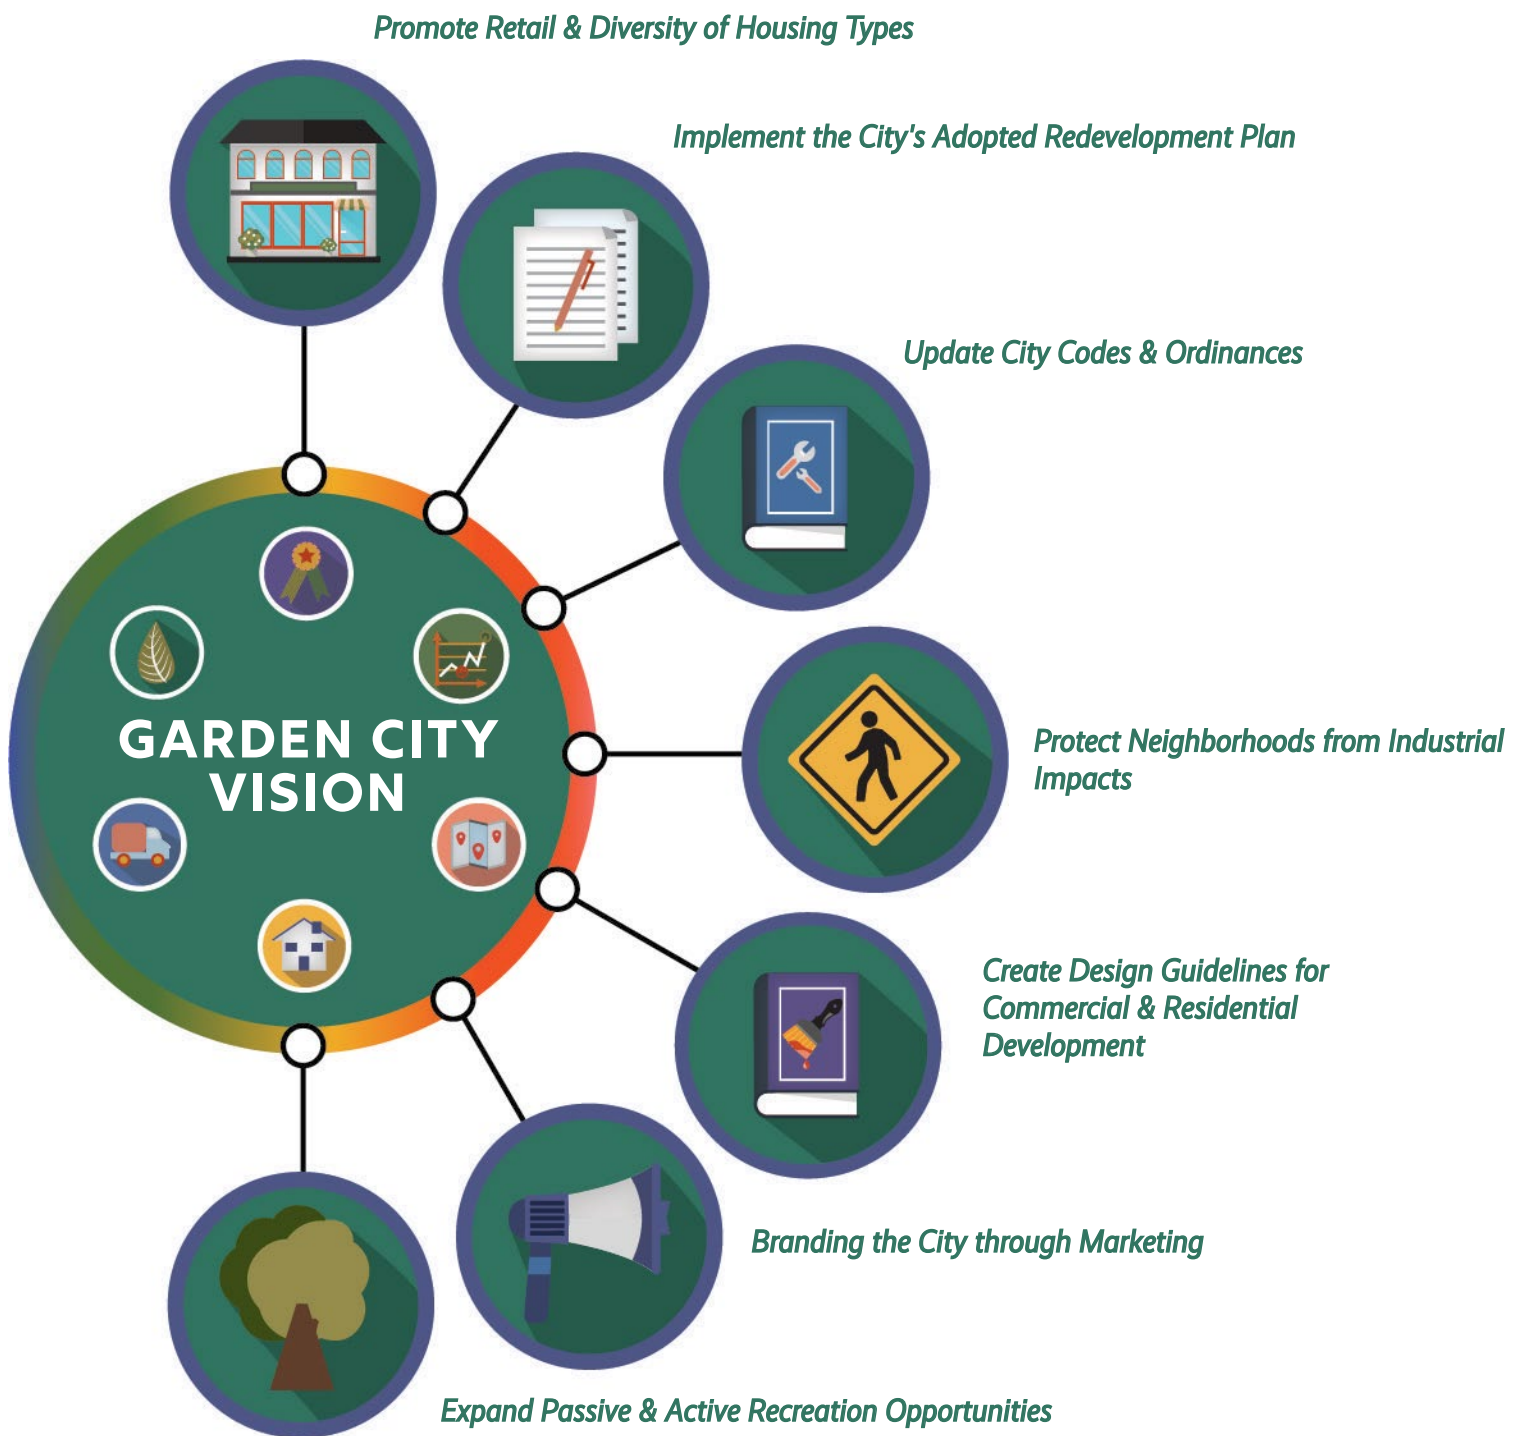 Promote Retail & Diversity of Housing Types
Implement the City's Adopted Redevelopment Plan
Update City Codes & Ordinances
GARDEN CITY
VISION
Protect Neighborhoods from Industrial
Impacts
Create Design Guidelines for
Commercial & Residential
Development
Branding the City through Marketing
Expand Passive & Active Recreation Opportunities